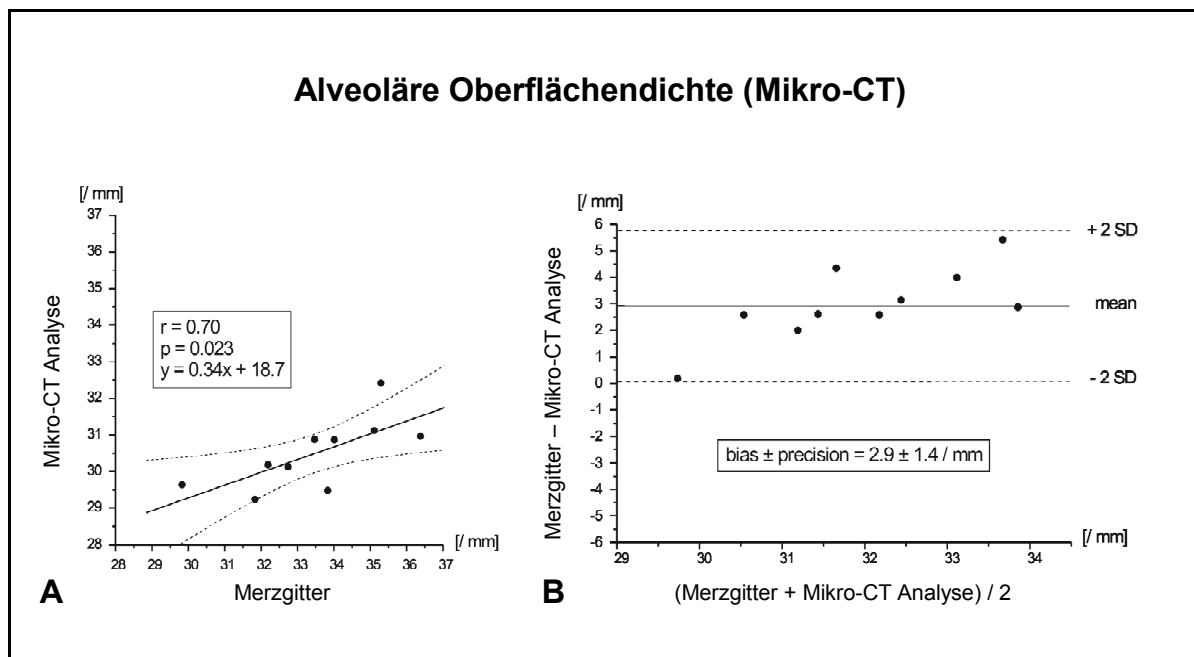 Alveoläre Oberflächendichte (Mikro-CT)
[/ mm]
37
36
35
34
33
32
31
30
29
28
Mikro-CT Analyse
r = 0.70
p = 0.023
y = 0.34x + 18.7
28 29 30 31 32 33 34 35 36 37
[/ mm]
Merzgitter
A
[/ mm]
6
5
4
3
2
1
0
-1
-2
-3
-4
-5
-6
Merzgitter – Mikro-CT Analyse
+ 2 SD
mean
- 2 SD
bias ± precision = 2.9 ± 1.4 / mm
29 30 31 32 33 34
[/ mm]
(Merzgitter + Mikro-CT Analyse) / 2
B